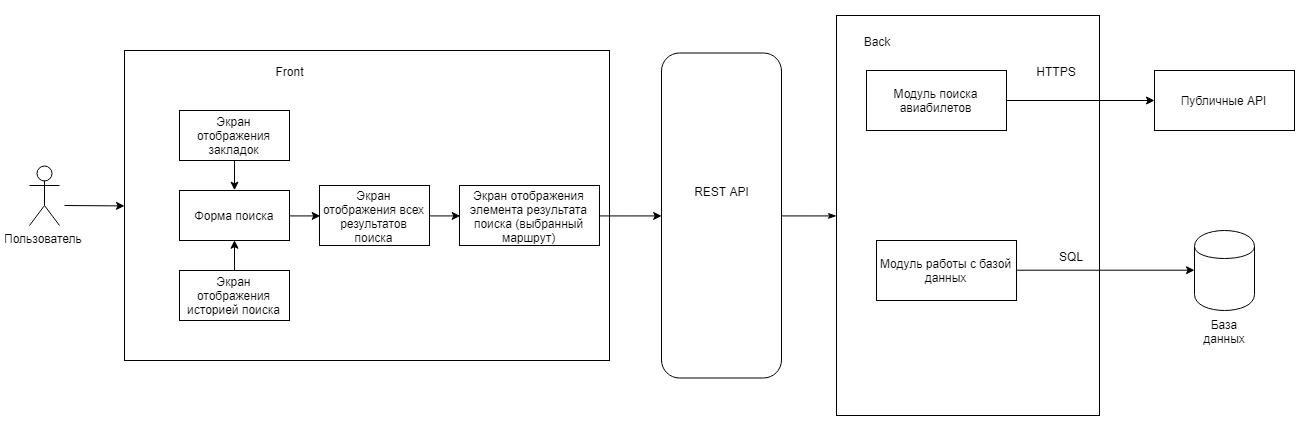 Пользователь
Front
Экран
отображения
закладок
Форма поиска
Экран
отображения
историей поиска
Экран
отображения всех
результатов
поиска
Экран отображения
элемента результата
поиска (выбранный
маршрут)
REST API
Back
Модуль поиска
авиабилетов
HTTPS
Публичные API
Модуль работы с базой
данных
SQL
База
данных